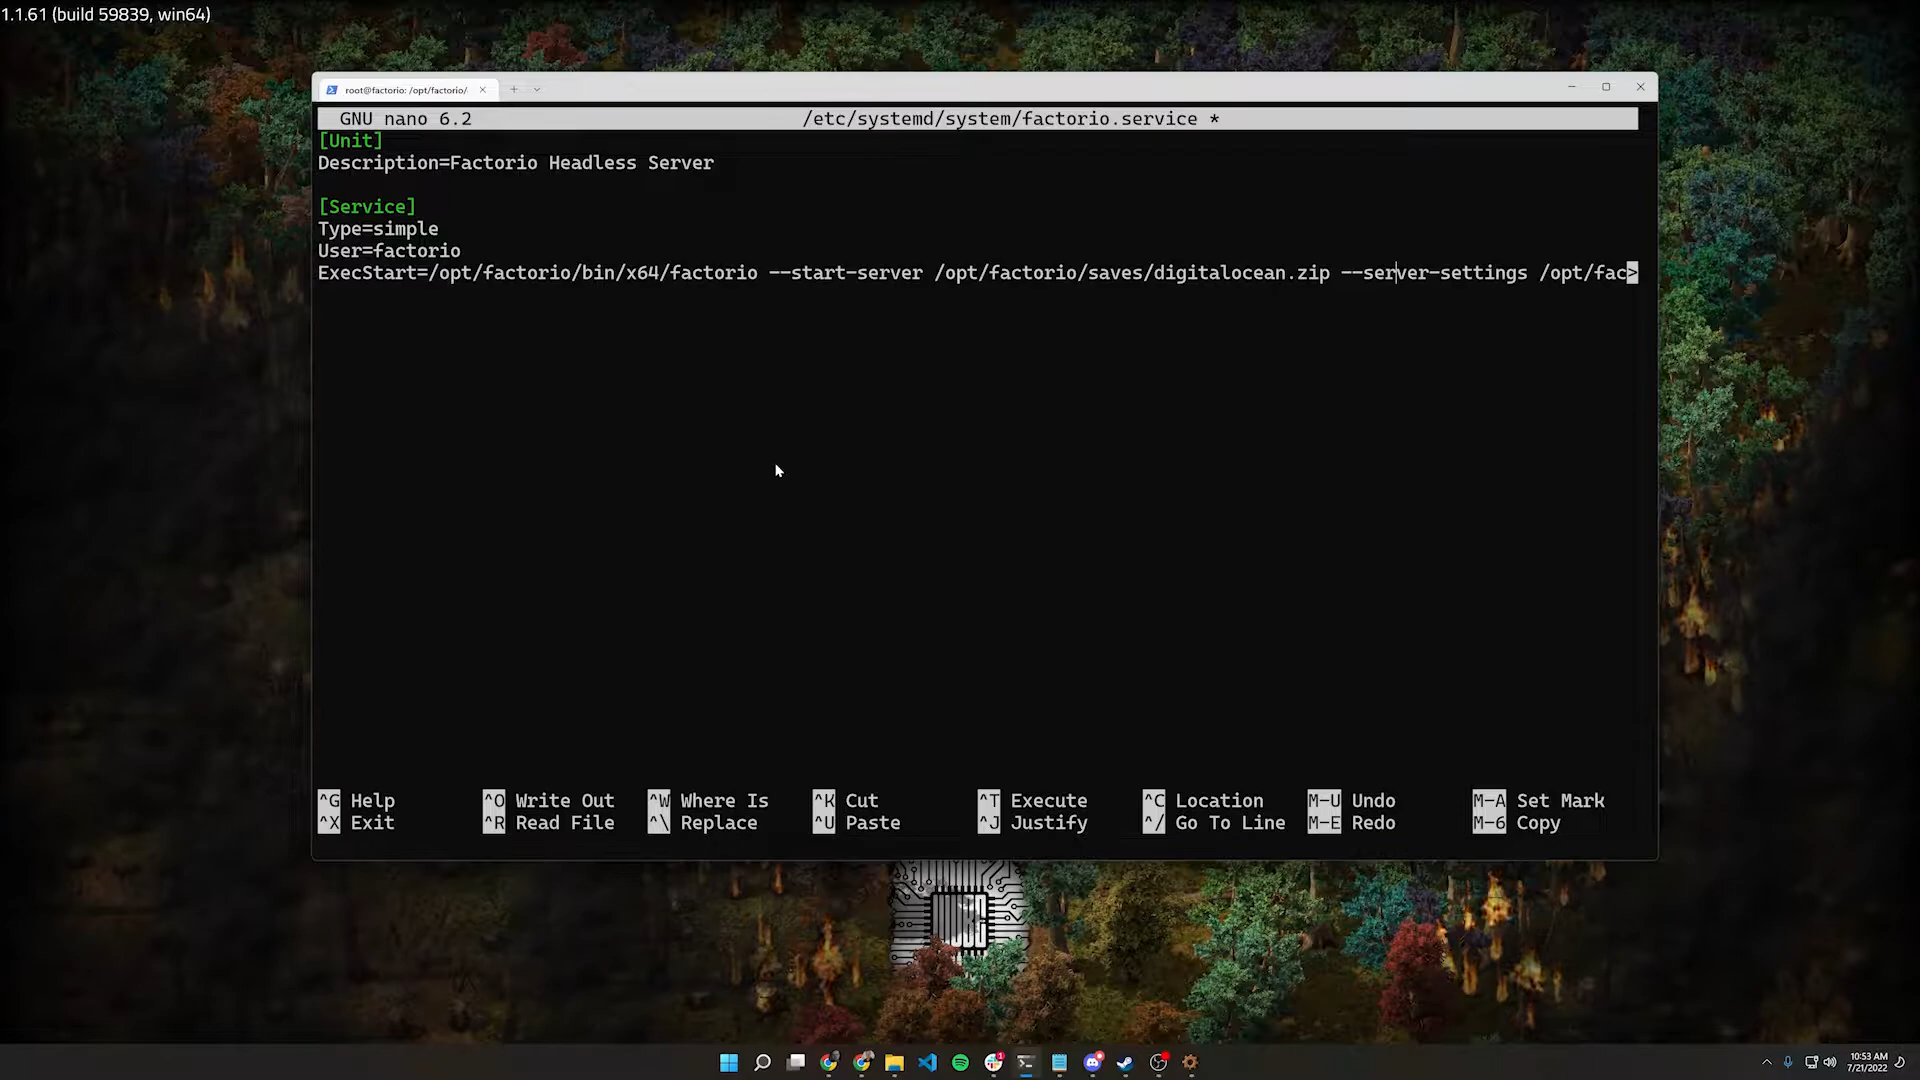 1.1.61 (build 59839, win64)
root@factorio: /opt/factorio/
GNU nano 6.2 /etc/systemd/system/factorio.service *
[Unit]
Description=Factorio Headless Server
[Service]
Type=simple
User=factorio
ExecStart=/opt/factorio/bin/x64/factorio --start-server /opt/factorio/saves/digitalocean.zip --server-settings /opt/fac>
^G Help ^O Write Out ^W Where Is ^K Cut ^T Execute ^C Location M-U Undo M-A Set Mark
^X Exit ^R Read File ^\ Replace ^U Paste ^J Justify ^/ Go To Line M-E Redo M-6 Copy
10:53 AM
7/21/2022